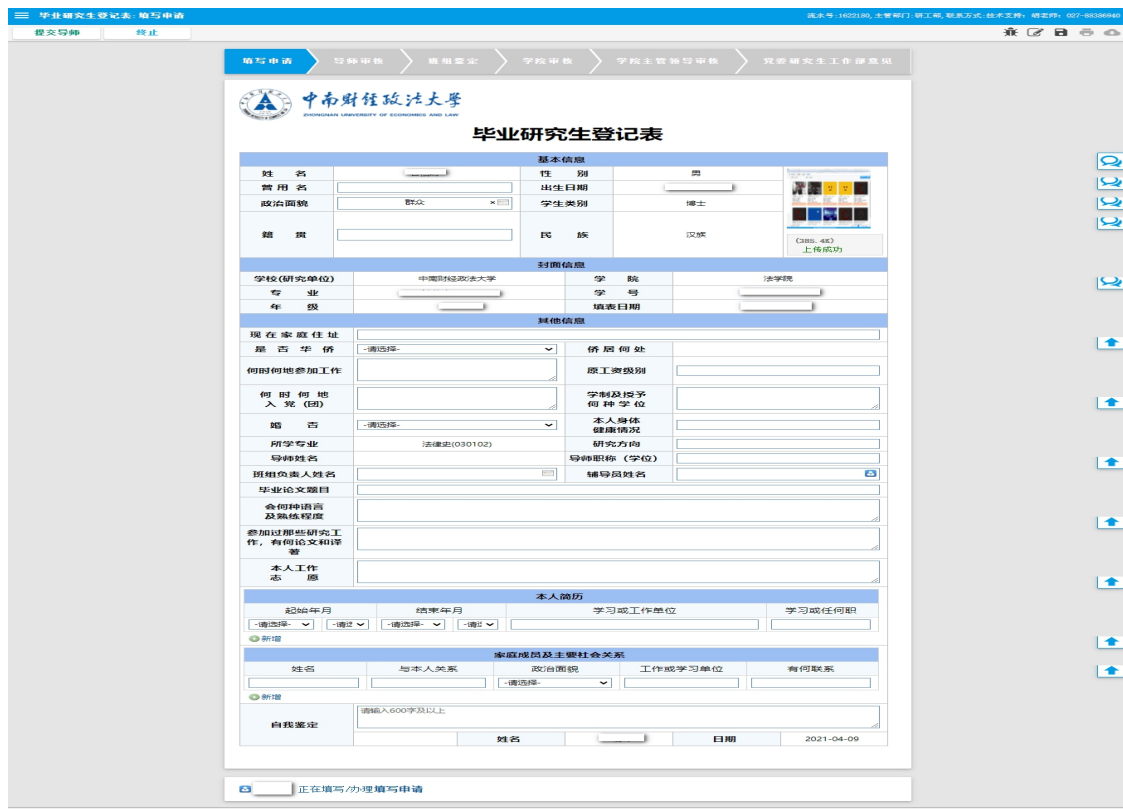 毕业研究生登记表: 填写申请
流水号:1622180, 主管部门:研工部, 联系方式:技术支持: 胡老师: 027-88386940
提交导师 终止
填写申请 导师审核 班组鉴定 学院审核 学院主管领导审核 党委研究生工作部意见
中南财经政法大学
ZHONGNAN UNIVERSITY OF ECONOMICS AND LAW
毕业研究生登记表
基本信息
姓 名 性 别 男
曾用名 出生日期
政治面貌 群众 × 学生类别 博士
籍 贯 民 族 汉族
(385.4K)
上传成功
封面信息
学校(研究单位) 中南财经政法大学 学 院 法学院
专 业 学 号
年 级 填表日期
其他信息
现在家庭住址
是否华侨 -请选择- 侨居何处
何时何地参加工作 原工资级别
何时何地
入党(团)
学制及授予
何种学位
婚 否 -请选择-
本人身体
健康情况
所学专业 法律史(030102) 研究方向
导师姓名 导师职称(学位)
班组负责人姓名 辅导员姓名
毕业论文题目
会何种语言
及熟练程度
参加过那些研究工
作,有何论文和译
著
本人工作
志 愿
本人简历
起始年月 结束年月 学习或工作单位 学习或任何职
-请选择- -请选 -请选择- -请选
新增
家庭成员及主要社会关系
姓名 与本人关系 政治面貌 工作或学习单位 有何联系
-请选择-
新增
自我鉴定 请输入600字及以上
姓名 日期 2021-04-09
正在填写/办理填写申请